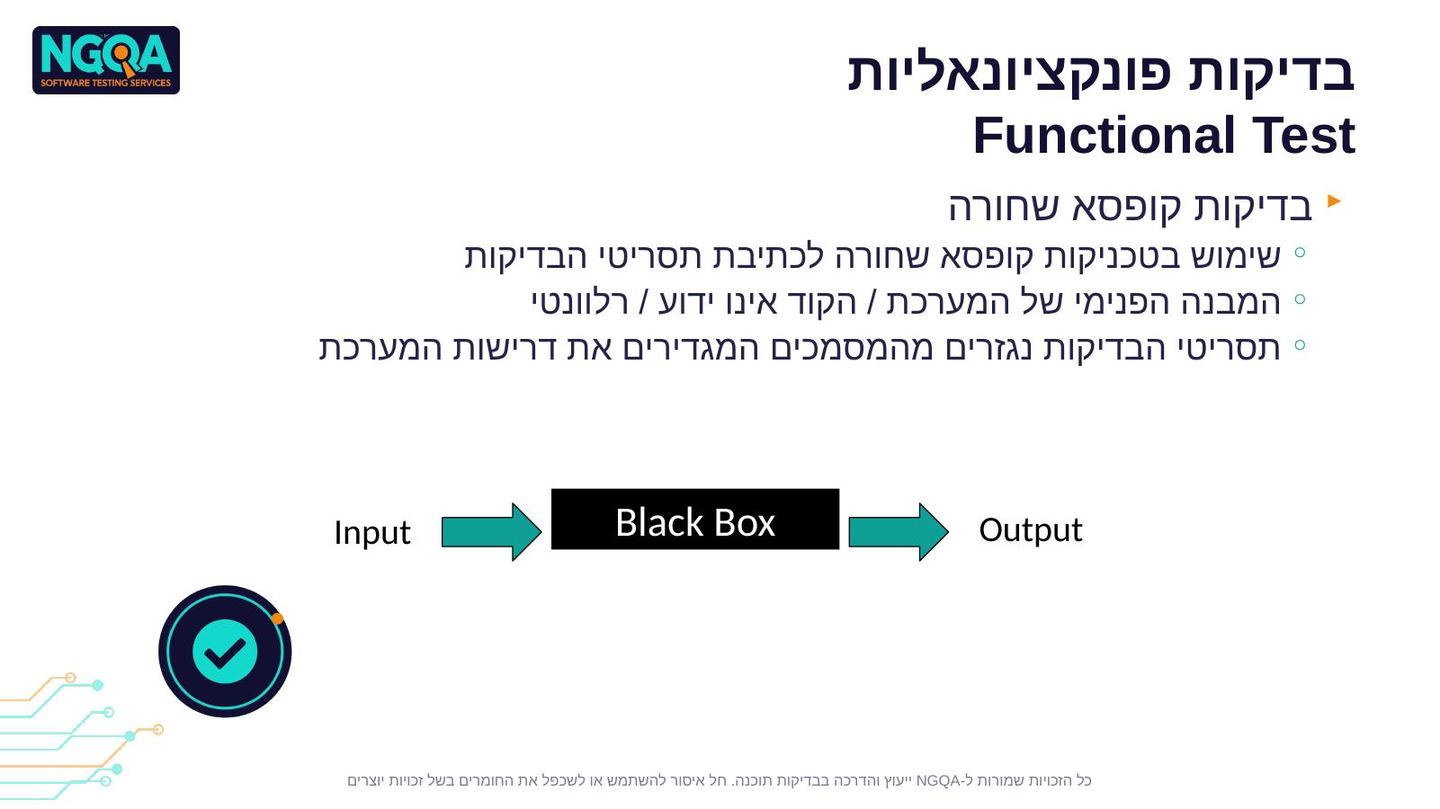 NGQA
SOFTWARE TESTING SERVICES
בדיקות פונקציונאליות
Functional Test
בדיקות קופסא שחורה
שימוש בטכניקות קופסא שחורה לכתיבת תסריטי הבדיקות
המבנה הפנימי של המערכת / הקוד אינו ידוע / רלוונטי
תסריטי הבדיקות נגזרים מהמסמכים המגדירים את דרישות המערכת
Input
Black Box
Output
כל הזכויות שמורות ל-NGQA ייעוץ והדרכה בבדיקות תוכנה. חל איסור להשתמש או לשכפל את החומרים בשל זכויות יוצרים